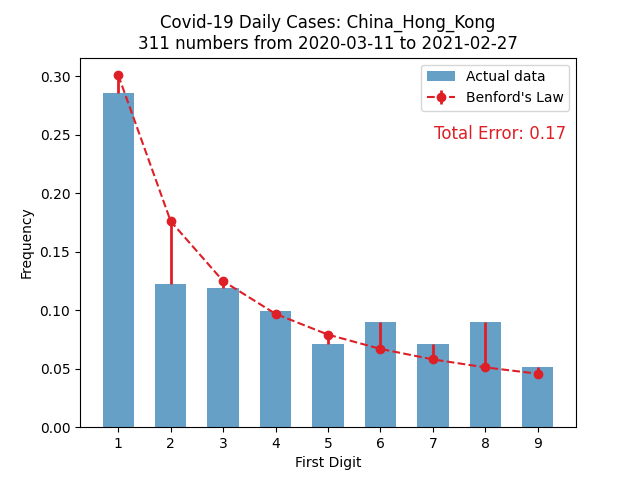 Covid-19 Daily Cases: China_Hong_Kong
311 numbers from 2020-03-11 to 2021-02-27
Actual data
Benford's Law
Total Error: 0.17
Frequency
0.30
0.25
0.20
0.15
0.10
0.05
0.00
1 2 3 4 5 6 7 8 9
First Digit